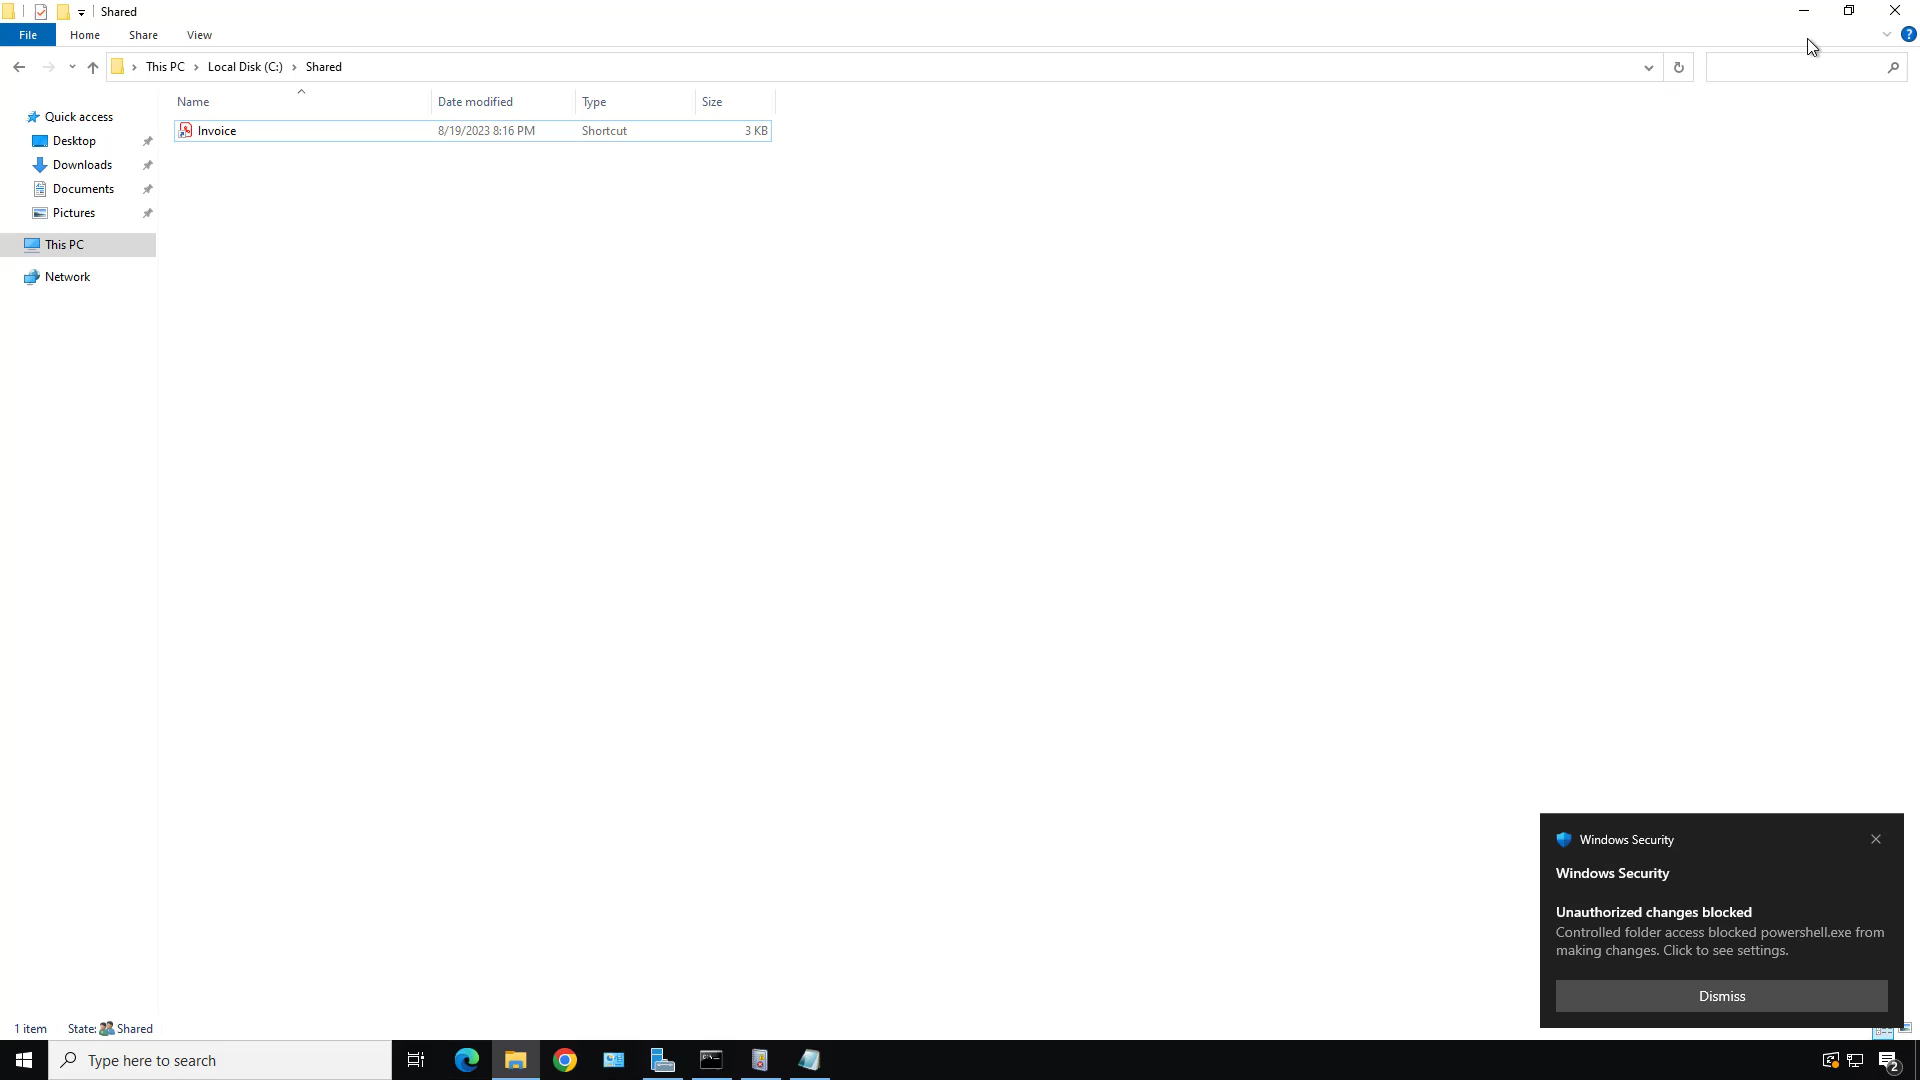 Shared
File
Home
Share
View
This PC
Local Disk (C:)
Shared
Name
Date modified
Type
Size
Invoice
8/19/2023 8:16 PM
Shortcut
3 KB
Quick access
Desktop
Downloads
Documents
Pictures
This PC
Network
Windows Security
Windows Security
Unauthorized changes blocked
Controlled folder access blocked powershell.exe from
making changes. Click to see settings.
Dismiss
1 item
State: Shared
Type here to search
2